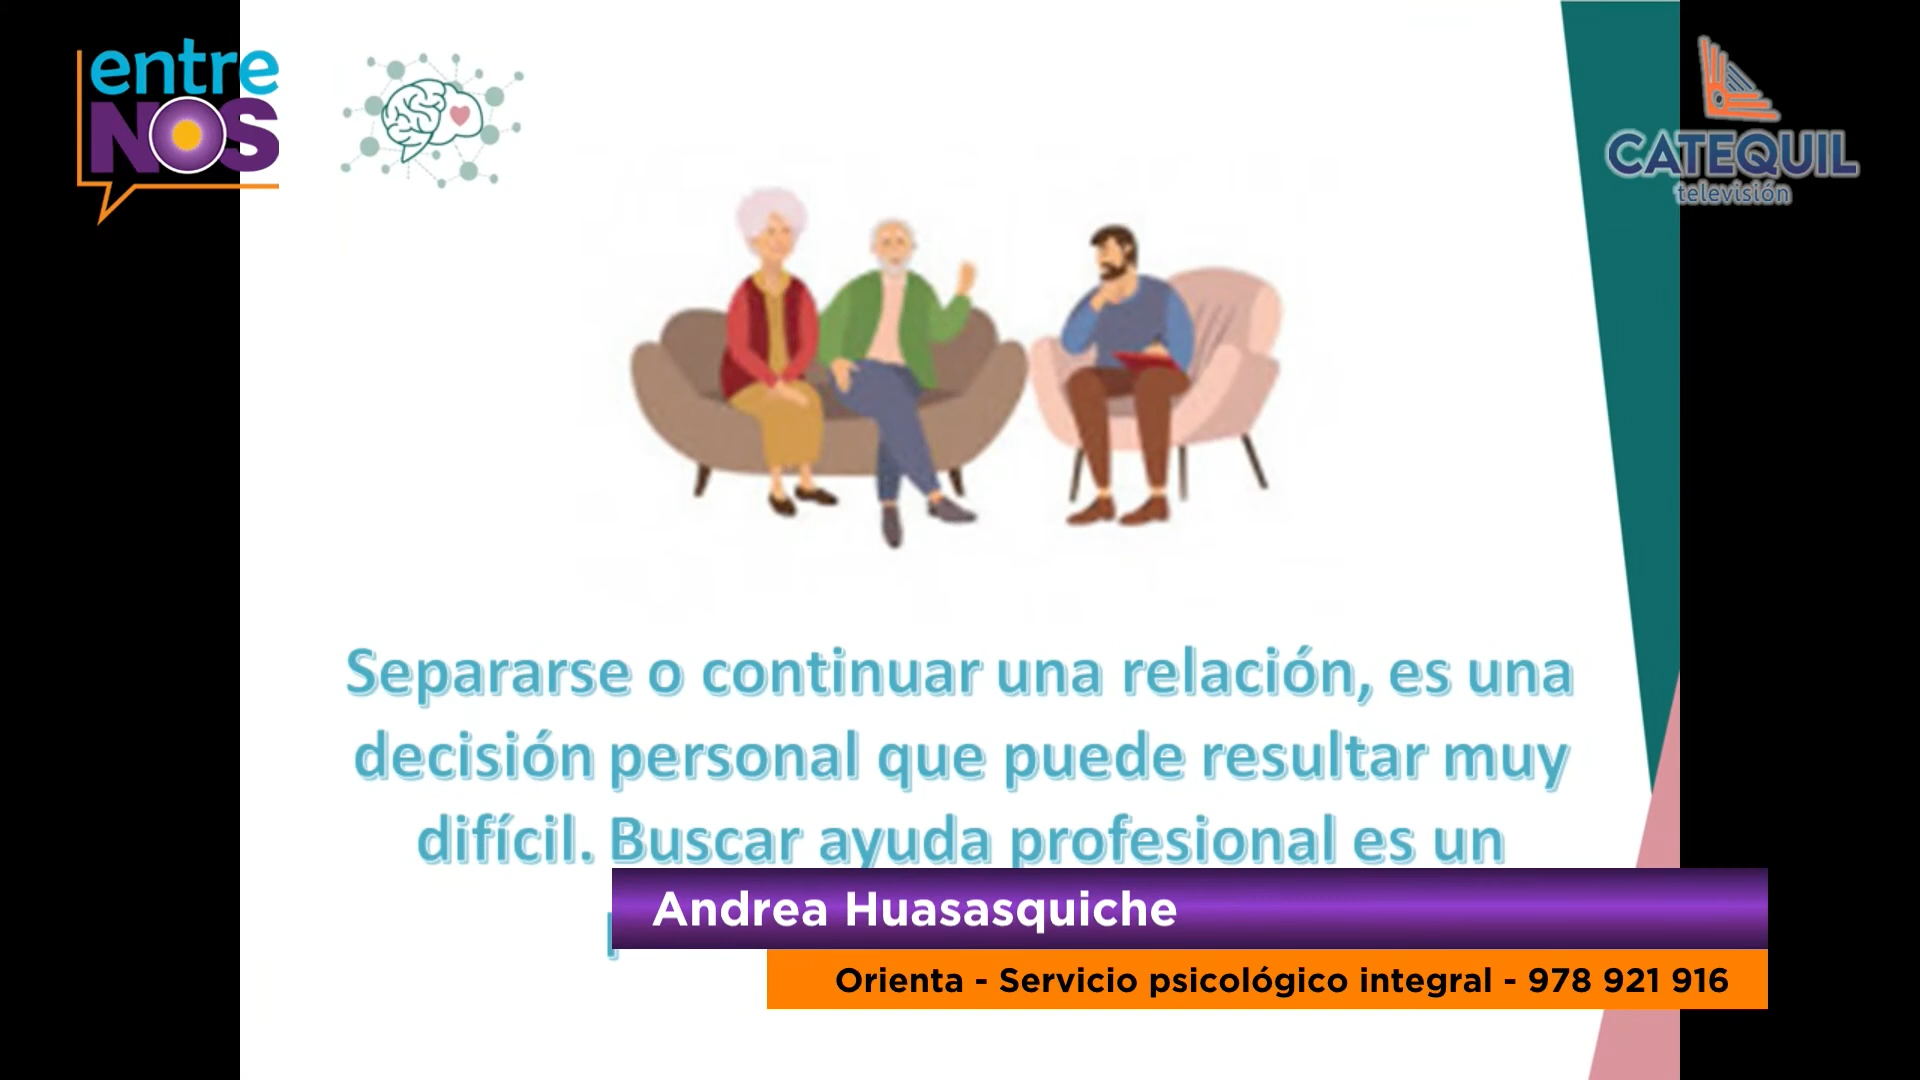 entre
NOS
CATEQUIL
televisión
Separarse o continuar una relación, es una
decisión personal que puede resultar muy
difícil. Buscar ayuda profesional es un
Andrea Huasasquiche
Orienta - Servicio psicológico integral - 978 921 916